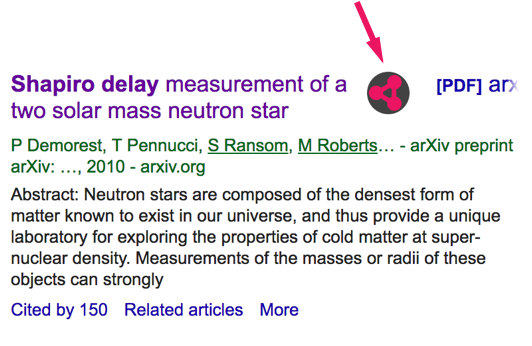 Shapiro delay measurement of a [PDF] arx
two solar mass neutron star
P Demorest, T Pennucci, S Ransom, M Roberts… - arXiv preprint
arXiv: …, 2010 - arxiv.org
Abstract: Neutron stars are composed of the densest form of
matter known to exist in our universe, and thus provide a unique
laboratory for exploring the properties of cold matter at super-
nuclear density. Measurements of the masses or radii of these
objects can strongly
Cited by 150 Related articles More